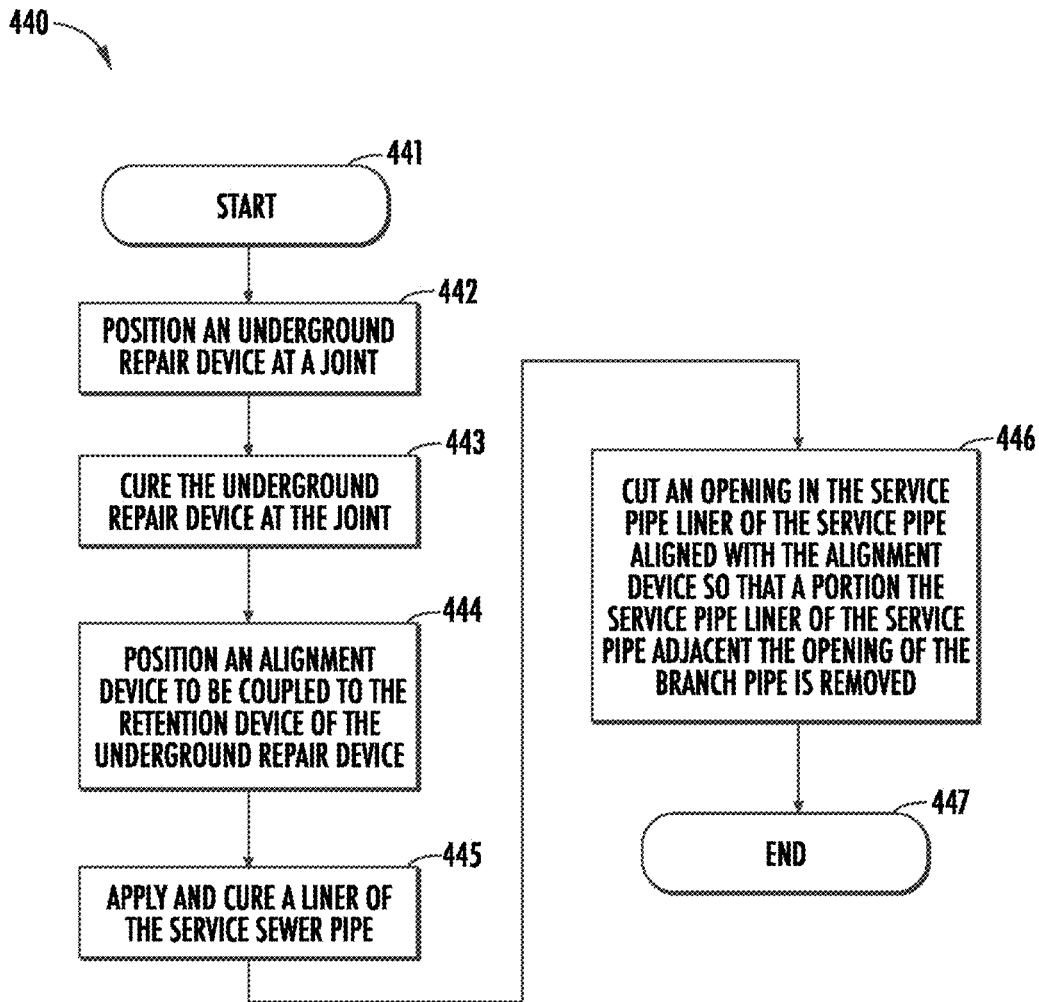 440
441
START
442
POSITION AN UNDERGROUND
REPAIR DEVICE AT A JOINT
443
CURE THE UNDERGROUND
REPAIR DEVICE AT THE JOINT
444
POSITION AN ALIGNMENT
DEVICE TO BE COUPLED TO THE
RETENTION DEVICE OF THE
UNDERGROUND REPAIR DEVICE
445
APPLY AND CURE A LINER OF
THE SERVICE SEWER PIPE
446
CUT AN OPENING IN THE SERVICE
PIPE LINER OF THE SERVICE PIPE
ALIGNED WITH THE ALIGNMENT
DEVICE SO THAT A PORTION THE
SERVICE PIPE LINER OF THE SERVICE
PIPE ADJACENT THE OPENING OF THE
BRANCH PIPE IS REMOVED
447
END